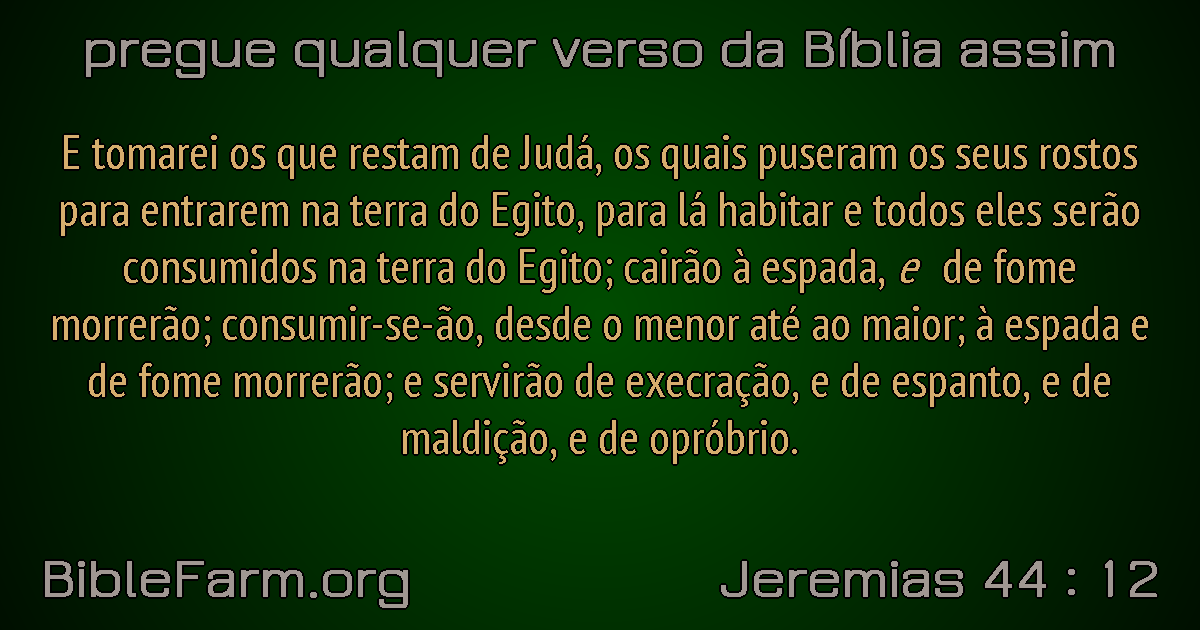 pregue qualquer verso da Bíblia assim
E tomarei os que restam de Judá, os quais puseram os seus rostos
para entrarem na terra do Egito, para lá habitar e todos eles serão
consumidos na terra do Egito; cairão à espada, e de fome
morrerão; consumir-se-ão, desde o menor até ao maior; à espada e
de fome morrerão; e servirão de execração, e de espanto, e de
maldição, e de opróbrio.
BibleFarm.org
Jeremias 44 : 12